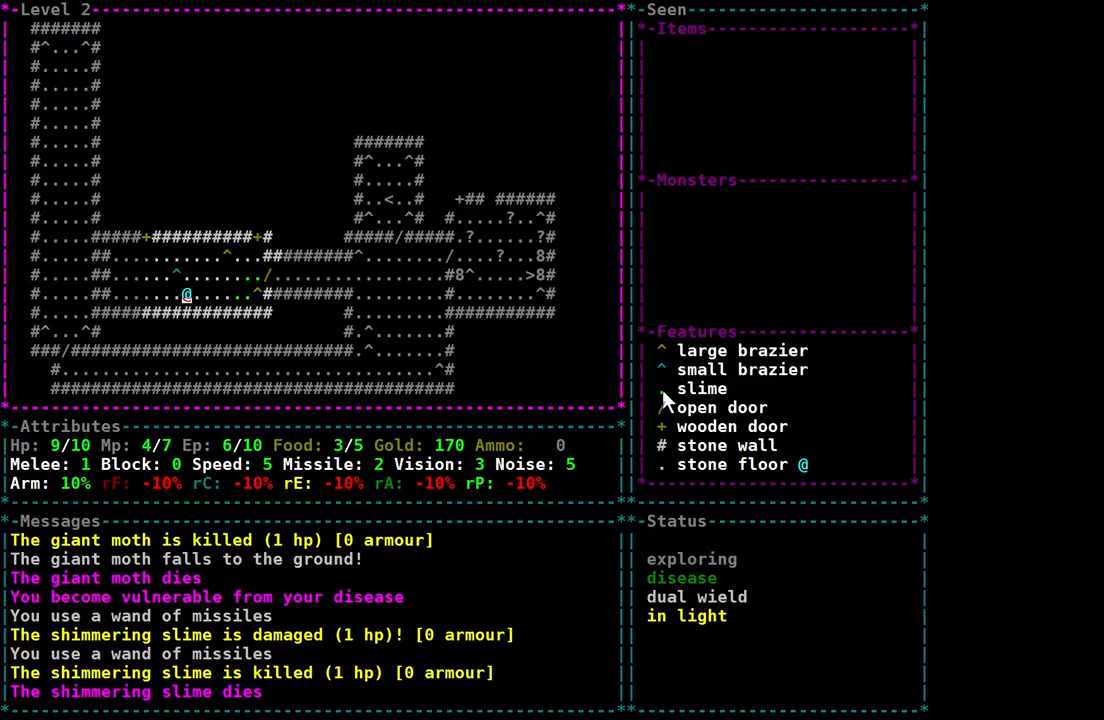 *-Level 2-------------------------------------------------------**-Seen-----------------------*
|  #######                                                     ||*-Items--------------------*|
|  #^...^#
|  #.....#
|  #.....#
|  #.....#
|  #.....#                         #######
|  #.....#                         #^...^#
|  #.....#                         #.....#                     ||*-Monsters-----------------*|
|  #.....#                         #..<..#   +## ######
|  #.....#                         #^...^#  #.....?..^#
|  #.....#####+##########+#       #####/#####.?......?#
|  #.....##...........^...##########^........./....?...8#
|  #.....##......^......../.................#8^.....>8#
|  #.....##.......@......^#########.........#........^#
|  #.....##################       #.........###########
|  #^...^#                        #.^.......#                 ||*-Features-----------------*|
|  ###/############################.^.......#                 || ^ large brazier
|    #.....................................^#                 || ^ small brazier
|    ########################################                 || . slime
*--------------------------------------------------------------* / open door
*-Attributes---------------------------------------------------* + wooden door
|Hp: 9/10 Mp: 4/7 Ep: 6/10 Food: 3/5 Gold: 170 Ammo:   0       || # stone wall
|Melee: 1 Block: 0 Speed: 5 Missile: 2 Vision: 3 Noise: 5      || . stone floor @
|Arm: 10% rF: -10% rC: -10% rE: -10% rA: -10% rP: -10%
*-Messages-----------------------------------------------------**-Status---------------------*
|The giant moth is killed (1 hp) [0 armour]
|The giant moth falls to the ground!                           || exploring
|The giant moth dies                                           || disease
|You become vulnerable from your disease                       || dual wield
|You use a wand of missiles                                    || in light
|The shimmering slime is damaged (1 hp)! [0 armour]
|You use a wand of missiles
|The shimmering slime is killed (1 hp) [0 armour]
|The shimmering slime dies